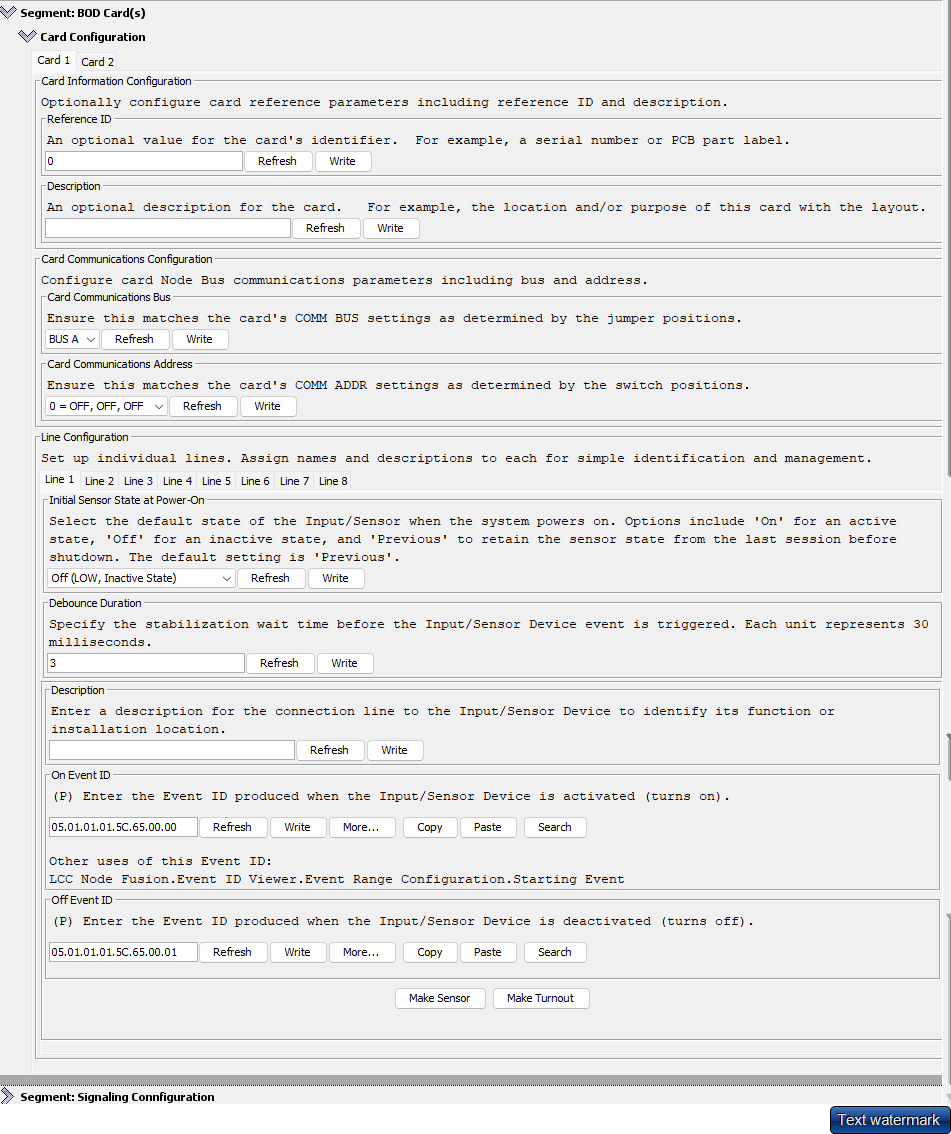 Segment: BOD Card(s)
Card Configuration
Card 1 Card 2
Card Information Configuration
Optionally configure card reference parameters including reference ID and description.
Reference ID
An optional value for the card's identifier. For example, a serial number or PCB part label.
0 Refresh Write
Description
An optional description for the card. For example, the location and/or purpose of this card with the layout.
Refresh Write
Card Communications Configuration
Configure card Node Bus communications parameters including bus and address.
Card Communications Bus
Ensure this matches the card's COMM BUS settings as determined by the jumper positions.
BUS A Refresh Write
Card Communications Address
Ensure this matches the card's COMM ADDR settings as determined by the switch positions.
0 = OFF, OFF, OFF Refresh Write
Line Configuration
Set up individual lines. Assign names and descriptions to each for simple identification and management.
Line 1 Line 2 Line 3 Line 4 Line 5 Line 6 Line 7 Line 8
Initial Sensor State at Power-On
Select the default state of the Input/Sensor when the system powers on. Options include 'On' for an active
state, 'Off' for an inactive state, and 'Previous' to retain the sensor state from the last session before
shutdown. The default setting is 'Previous'.
Off (LOW, Inactive State) Refresh Write
Debounce Duration
Specify the stabilization wait time before the Input/Sensor Device event is triggered. Each unit represents 30
milliseconds.
3 Refresh Write
Description
Enter a description for the connection line to the Input/Sensor Device to identify its function or
installation location.
Refresh Write
On Event ID
(P) Enter the Event ID produced when the Input/Sensor Device is activated (turns on).
05.01.01.01.5C.65.00.00 Refresh Write More... Copy Paste Search
Other uses of this Event ID:
LCC Node Fusion.Event ID Viewer.Event Range Configuration.Starting Event
Off Event ID
(P) Enter the Event ID produced when the Input/Sensor Device is deactivated (turns off).
05.01.01.01.5C.65.00.01 Refresh Write More... Copy Paste Search
Make Sensor Make Turnout
Segment: Signaling Connfiguration
Text watermark